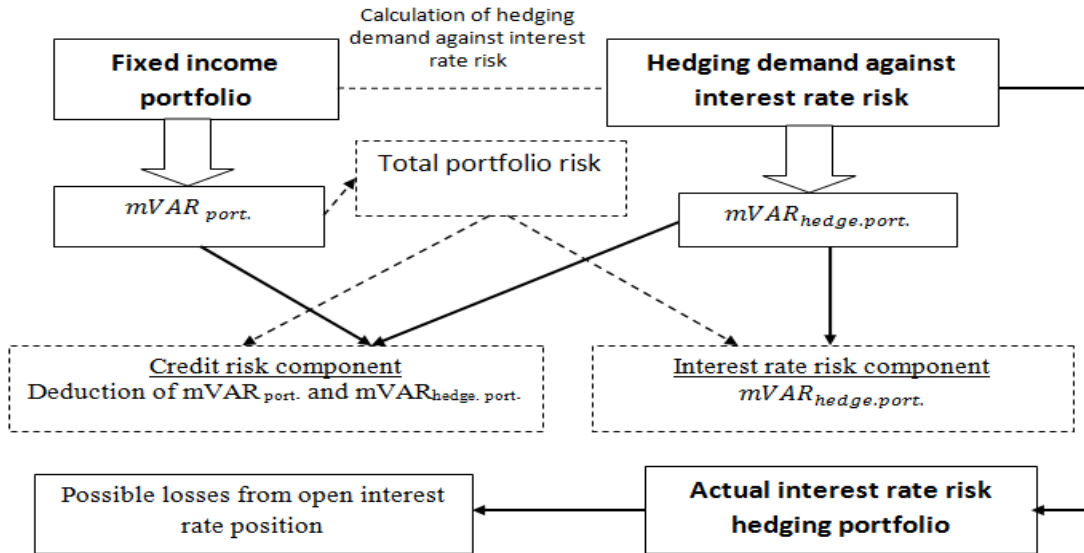 Calculation of hedging
demand against interest
rate risk
Fixed income
portfolio
Hedging demand against
interest rate risk
Total portfolio risk
mVAR port.
mVAR hedge.port.
Credit risk component
Deduction of mVAR port. and mVAR hedge. port.
Interest rate risk component
mVAR hedge.port.
Possible losses from open interest
rate position
Actual interest rate risk
hedging portfolio